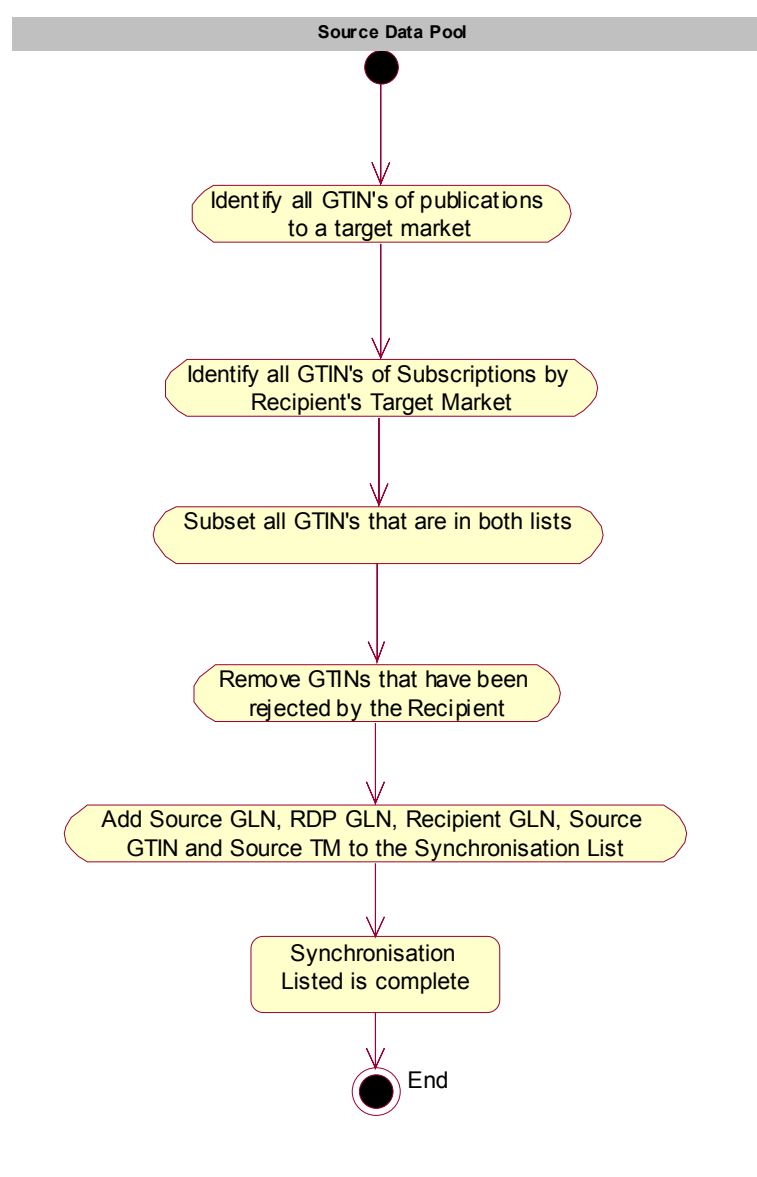 Source Data Pool
Identify all GTIN's of publications
to a target market
Identify all GTIN's of Subscriptions by
Recipient's Target Market
Subset all GTIN's that are in both lists
Remove GTINs that have been
rejected by the Recipient
Add Source GLN, RDP GLN, Recipient GLN, Source
GTIN and Source TM to the Synchronisation List
Synchronisation
Listed is complete
End